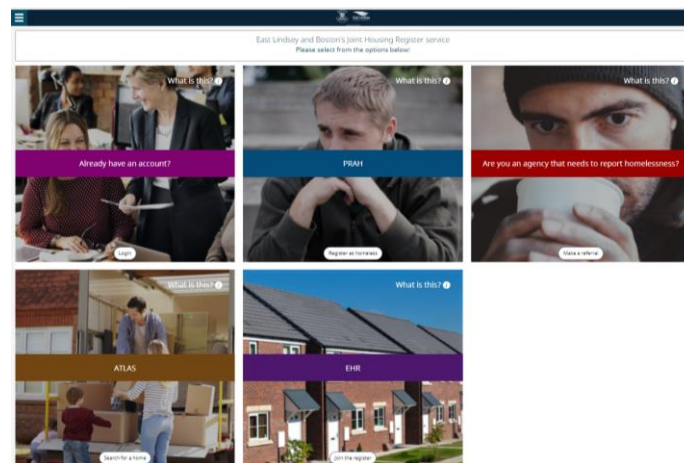 East Lindsey and Boston's Joint Housing Register service
Please select from the options below!
What is this?
What is this?
What is this?
Already have an account?
PRAH
Are you an agency that needs to report homelessness?
Login
Register as homeless
Make a referral
What is this?
What is this?
ATLAS
EHR
Search for a home
Join the register